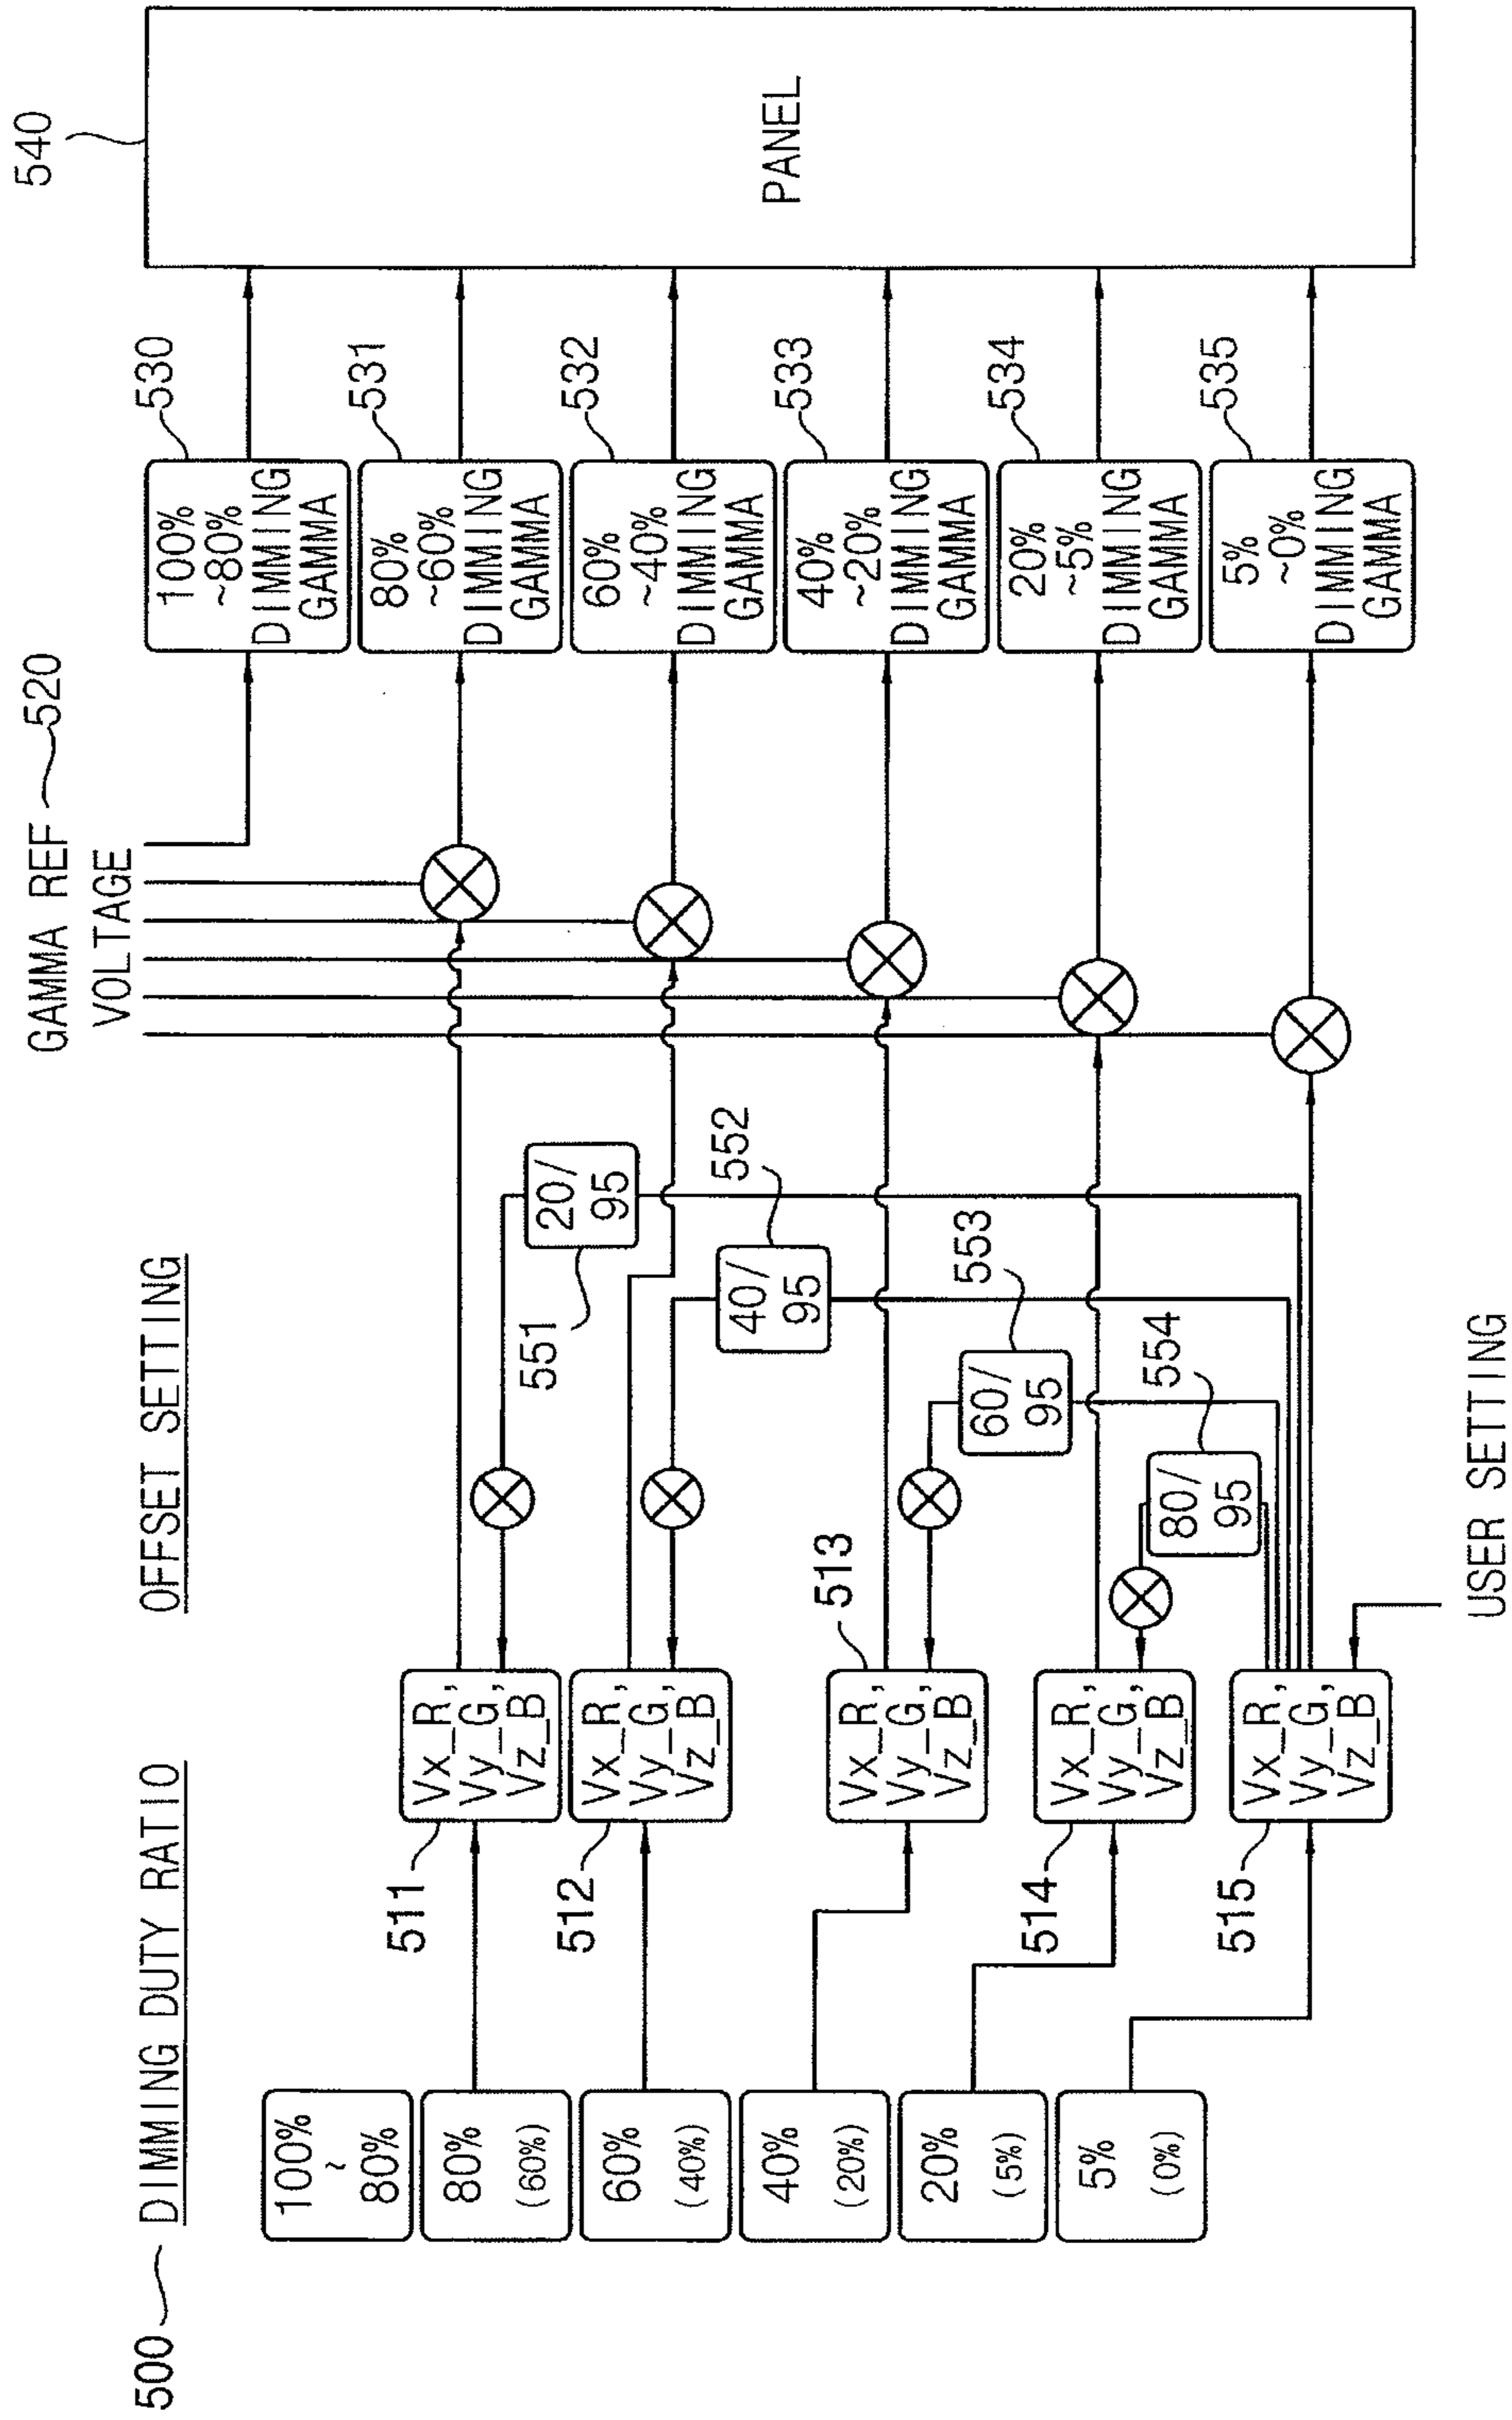 500
DIMMING DUTY RATIO
OFFSET SETTING
GAMMA REF
VOLTAGE
520
100%
~
80%
80%
(60%)
60%
(40%)
40%
(20%)
20%
(5%)
5%
(0%)
511
Vx_R,
Vy_G,
Vz_B
512
Vx_R,
Vy_G,
Vz_B
513
Vx_R,
Vy_G,
Vz_B
514
Vx_R,
Vy_G,
Vz_B
515
Vx_R,
Vy_G,
Vz_B
20/
95
551
40/
95
552
60/
95
553
80/
95
554
USER SETTING
100%
~80%
DIMMING
GAMMA
530
80%
~60%
DIMMING
GAMMA
531
60%
~40%
DIMMING
GAMMA
532
40%
~20%
DIMMING
GAMMA
533
20%
~5%
DIMMING
GAMMA
534
5%
~0%
DIMMING
GAMMA
535
540
PANEL